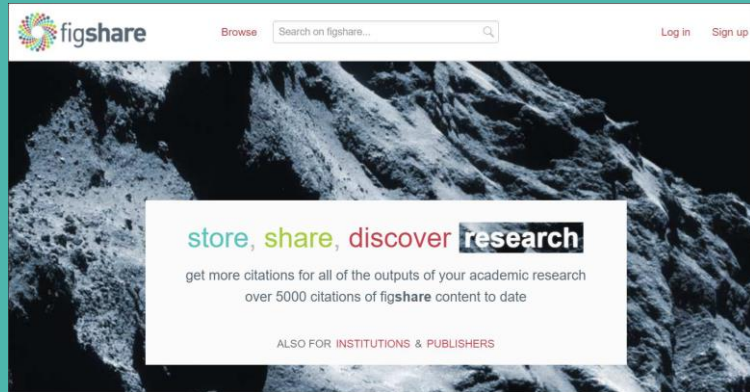 figshare
Browse Search on figshare... Log in Sign up
store, share, discover research
get more citations for all of the outputs of your academic research
over 5000 citations of figshare content to date
ALSO FOR INSTITUTIONS & PUBLISHERS